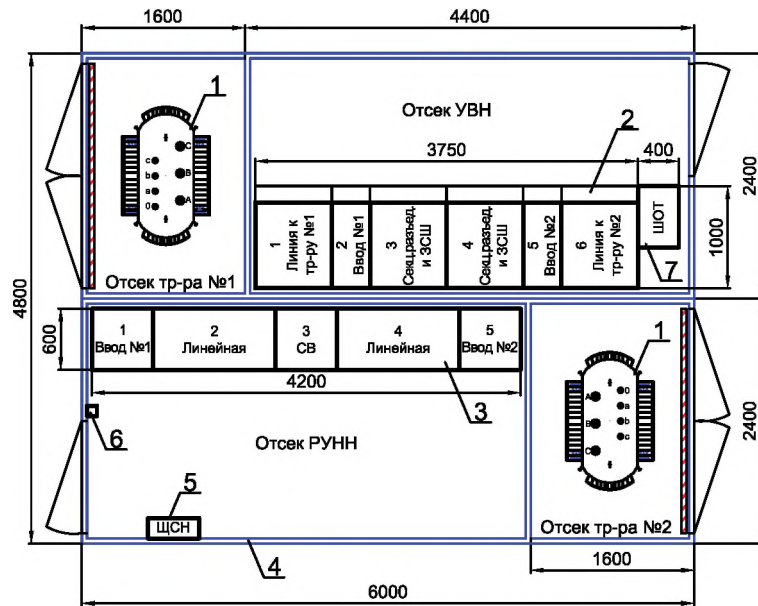 1600
4400
1
Отсек УВН
2
3750
400
c
b
a
0
C
B
A
1
Линия к
тр-ру №1
2
Ввод №1
3
Секц.разъед.
и ЗСШ
4
Секц.разъед.
и ЗСШ
5
Ввод №2
6
Линия к
тр-ру №2
ШОТ
7
1000
2400
Отсек тр-ра №1
4800
600
1
Ввод №1
2
Линейная
3
СВ
4
Линейная
5
Ввод №2
4200
3
1
A
B
C
0
a
b
c
2400
6
Отсек РУНН
5
ЩСН
4
Отсек тр-ра №2
1600
6000